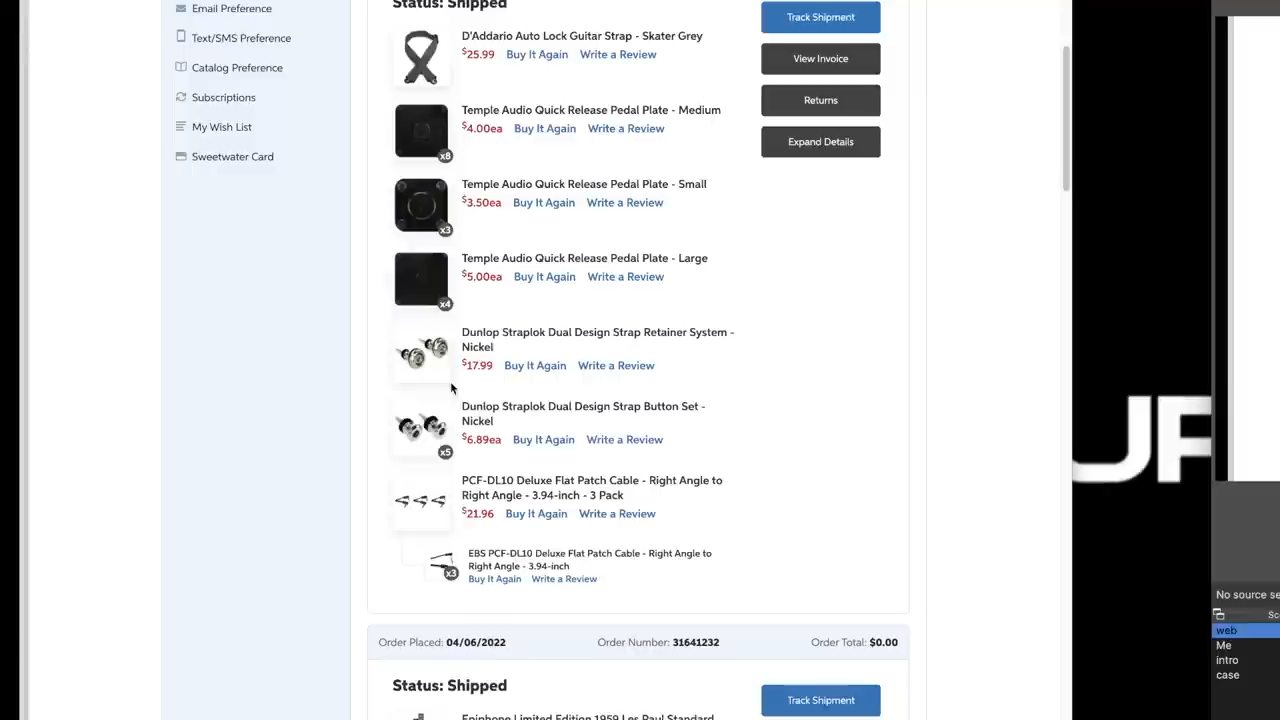 Email Preference
Text/SMS Preference
Catalog Preference
Subscriptions
My Wish List
Sweetwater Card
Status: Shipped
D'Addario Auto Lock Guitar Strap - Skater Grey
$25.99 Buy It Again Write a Review
Temple Audio Quick Release Pedal Plate - Medium
$4.00ea Buy It Again Write a Review
x8
Temple Audio Quick Release Pedal Plate - Small
$3.50ea Buy It Again Write a Review
x3
Temple Audio Quick Release Pedal Plate - Large
$5.00ea Buy It Again Write a Review
x4
Dunlop Straplok Dual Design Strap Retainer System -
Nickel
$17.99 Buy It Again Write a Review
Dunlop Straplok Dual Design Strap Button Set -
Nickel
$6.89ea Buy It Again Write a Review
x5
PCF-DL10 Deluxe Flat Patch Cable - Right Angle to
Right Angle - 3.94-inch - 3 Pack
$21.96 Buy It Again Write a Review
EBS PCF-DL10 Deluxe Flat Patch Cable - Right Angle to
Right Angle - 3.94-inch
x3
Buy It Again Write a Review
Track Shipment
View Invoice
Returns
Expand Details
Order Placed: 04/06/2022 Order Number: 31641232 Order Total: $0.00
Status: Shipped
Track Shipment
Epiphone Limited Edition 1959 Les Paul Standard
No source se
Sc
web
Me
intro
case